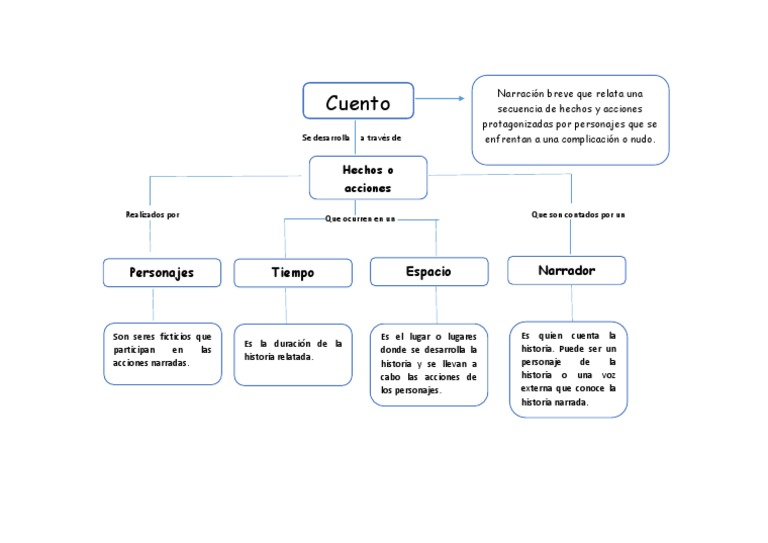 Cuento
Narración breve que relata una
secuencia de hechos y acciones
protagonizadas por personajes que se
enfrentan a una complicación o nudo.
Se desarrolla a través de
Hechos o
acciones
Realizados por
Que ocurren en un
Que son contados por un
Personajes
Tiempo
Espacio
Narrador
Son seres ficticios que
participan en las
acciones narradas.
Es la duración de la
historia relatada.
Es el lugar o lugares
donde se desarrolla la
historia y se llevan a
cabo las acciones de
los personajes.
Es quien cuenta la
historia. Puede ser un
personaje de la
historia o una voz
externa que conoce la
historia narrada.